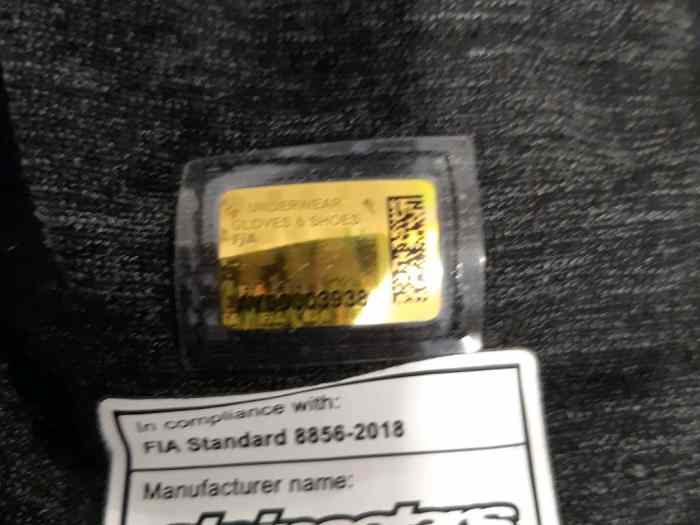 UNDERWEAR
GLOVES & SHOES
FIA
In compliance with:
FIA Standard 8856-2018
Manufacturer name: